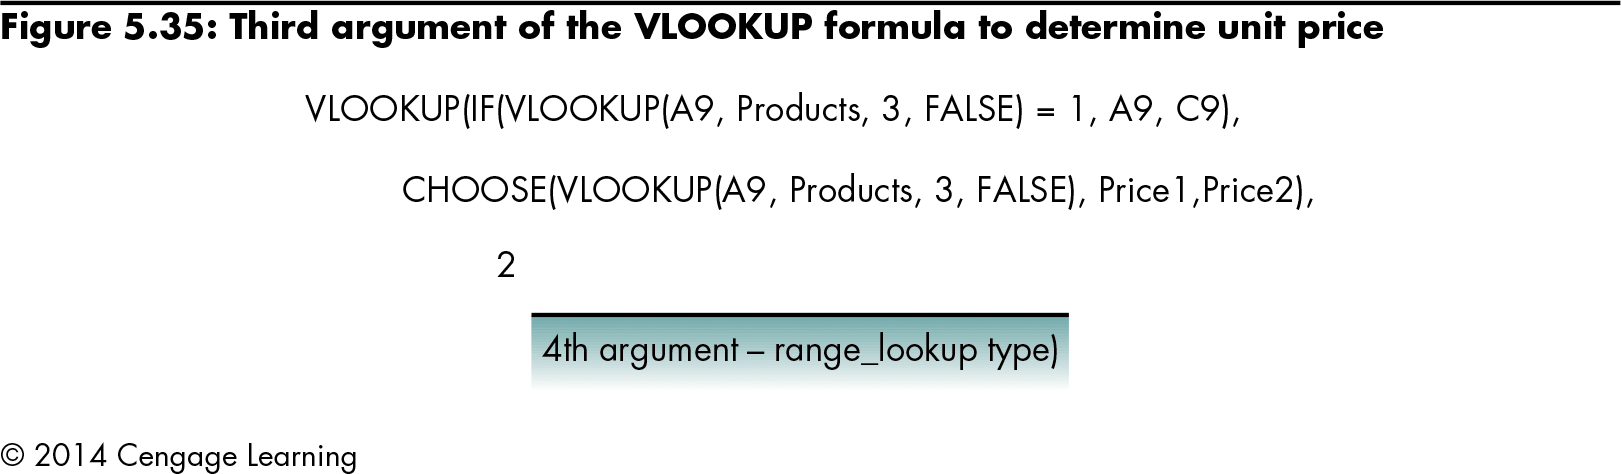 Figure 5.35: Third argument of the VLOOKUP formula to determine unit price
VLOOKUP(IF(VLOOKUP(A9, Products, 3, FALSE) = 1, A9, C9),
CHOOSE(VLOOKUP(A9, Products, 3, FALSE), Price1,Price2),
2
4th argument – range_lookup type)
© 2014 Cengage Learning